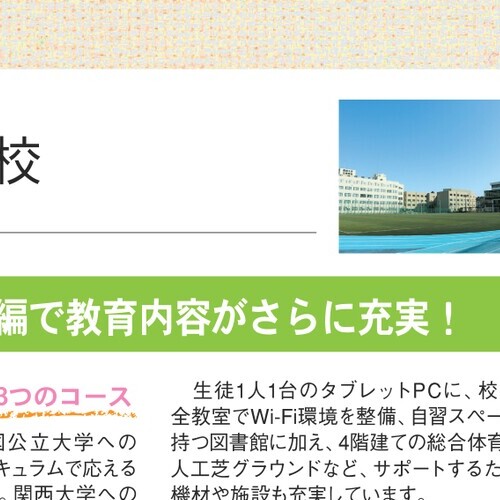 校
編で教育内容がさらに充実！
3つのコース
国公立大学への
キュラムで応える
。関西大学への
生徒1人1台のタブレットPCに、校
全教室でWi-Fi環境を整備、自習スペー
持つ図書館に加え、4階建ての総合体育
人工芝グラウンドなど、サポートするた
機材や施設も充実しています。